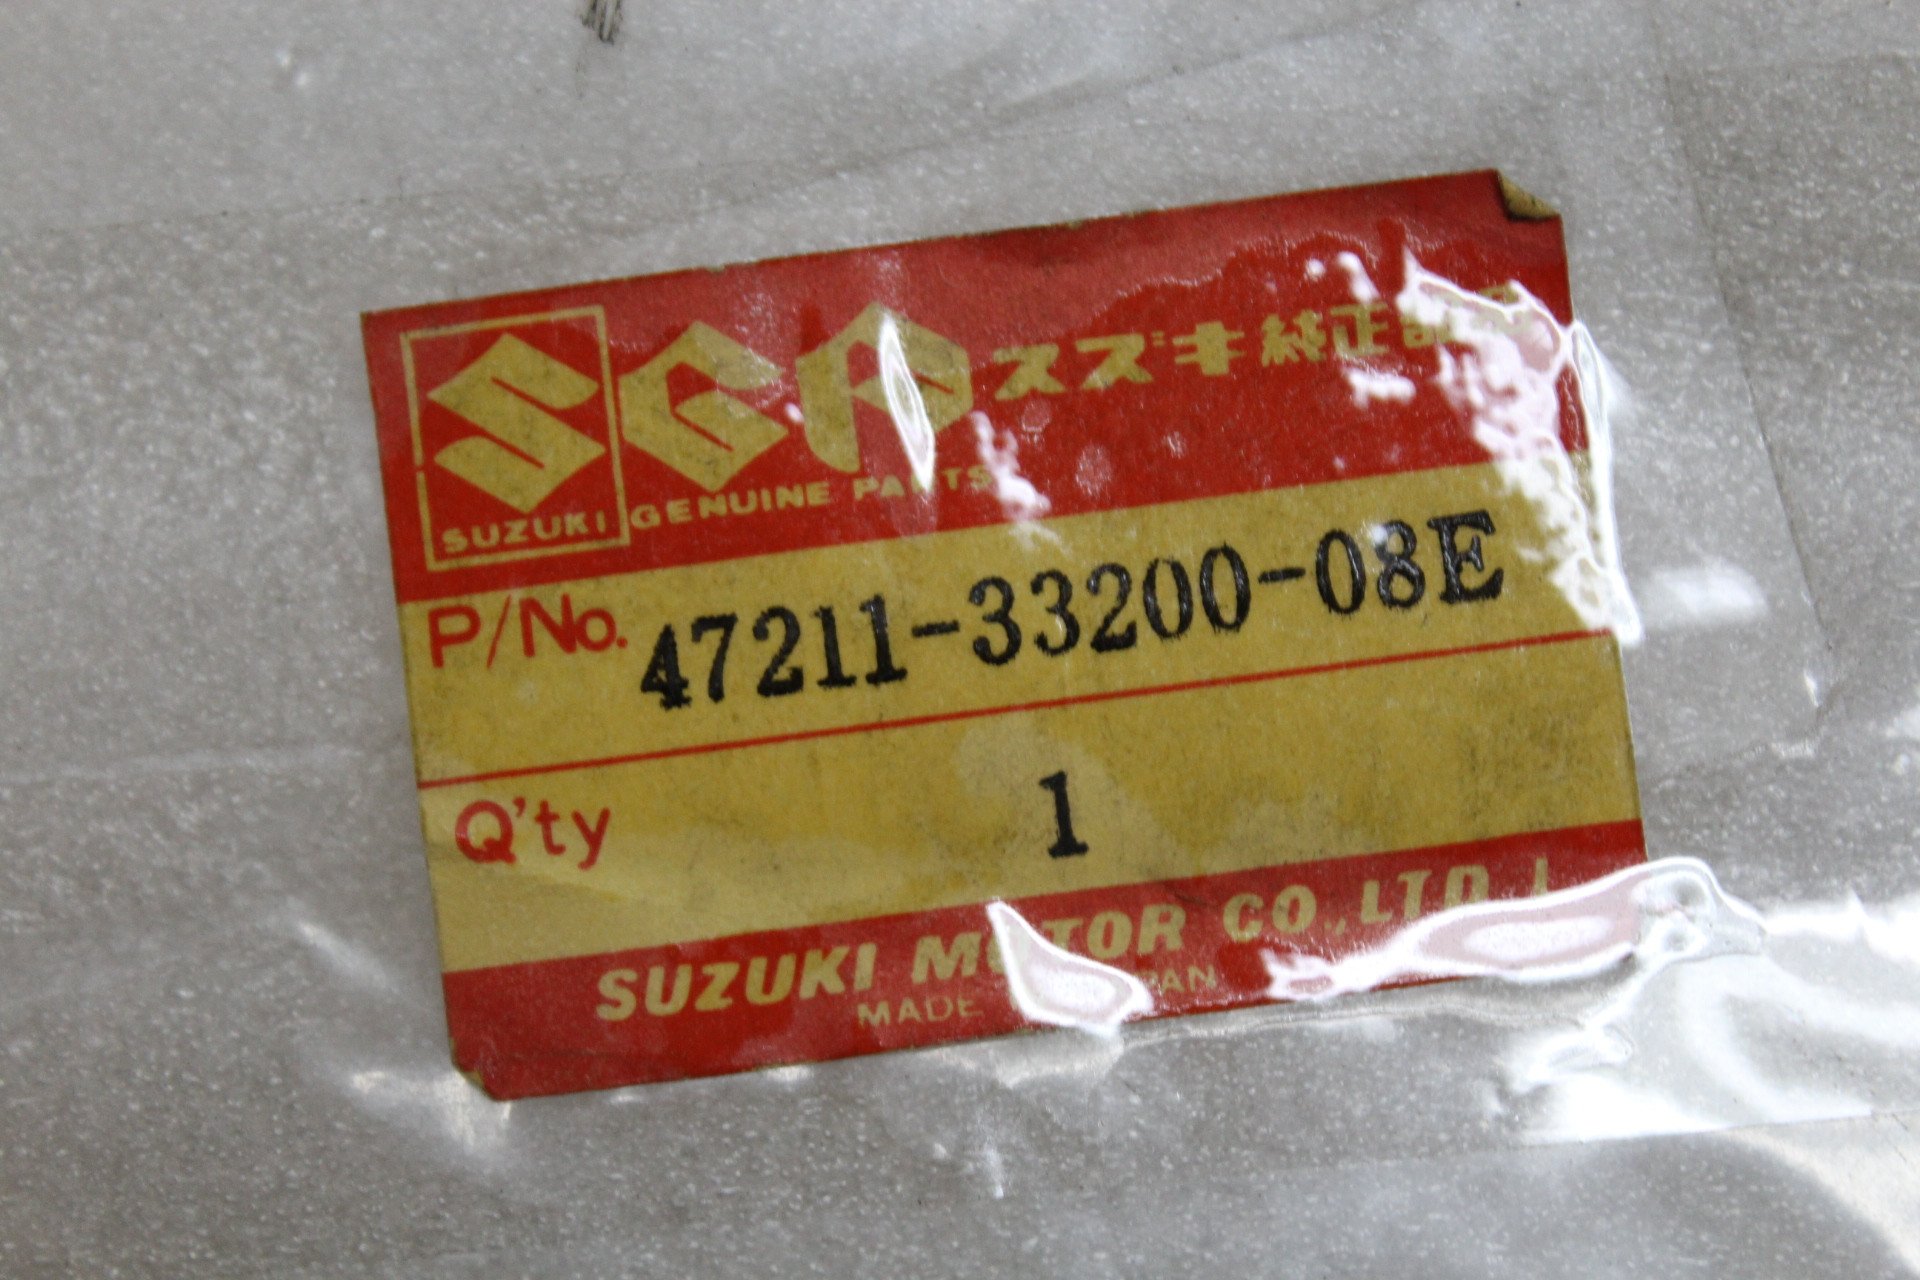 SGP スズキ純正
SUZUKI GENUINE PARTS
P/No. 47211-33200-08E
Q'ty 1
SUZUKI MOTOR CO.,LTD.
MADE JAPAN